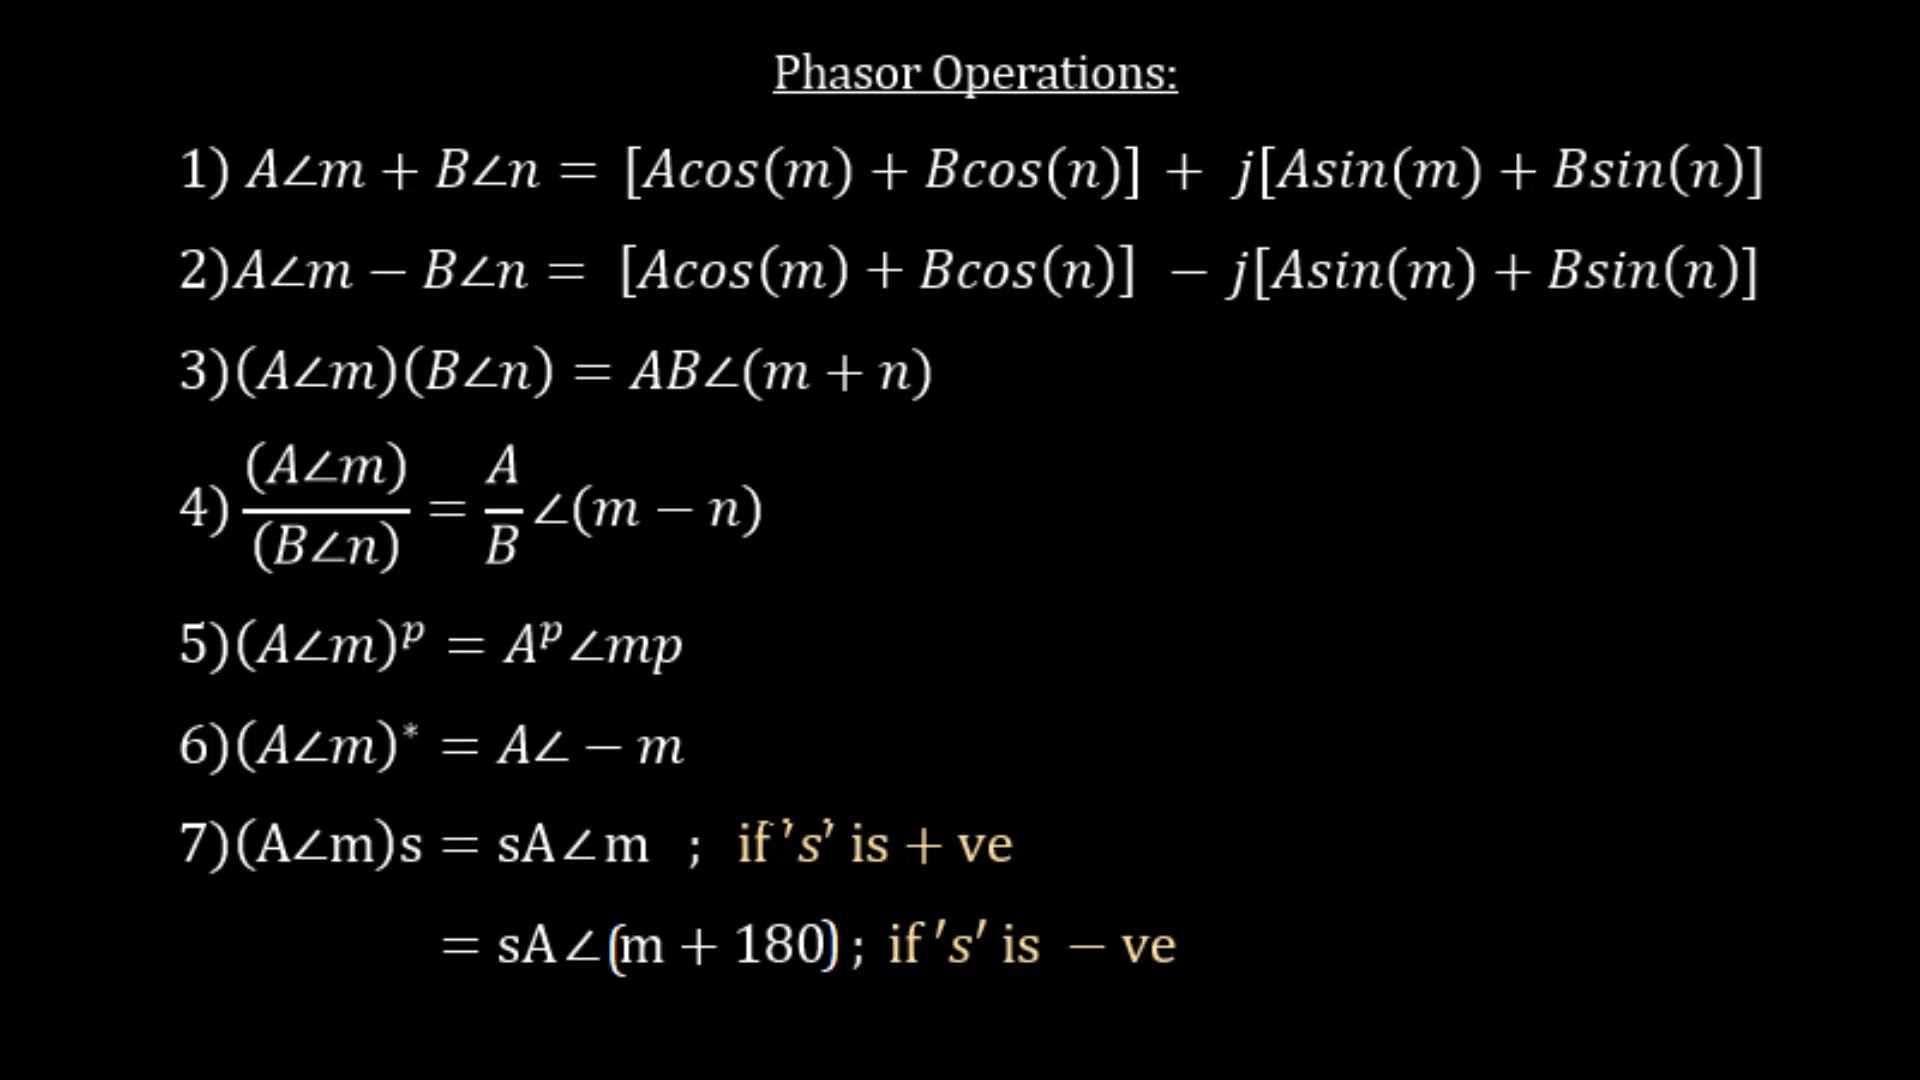 Phasor Operations:
1) A∠m + B∠n = [Acos(m) + Bcos(n)] + j[Asin(m) + Bsin(n)]
2)A∠m − B∠n = [Acos(m) + Bcos(n)] − j[Asin(m) + Bsin(n)]
3)(A∠m)(B∠n) = AB∠(m + n)
4) (A∠m)/(B∠n) = A/B ∠(m − n)
5)(A∠m)ᵖ = Aᵖ∠mp
6)(A∠m)* = A∠ − m
7)(A∠m)s = sA∠m ; if 's' is + ve
= sA∠(m + 180) ; if 's' is − ve